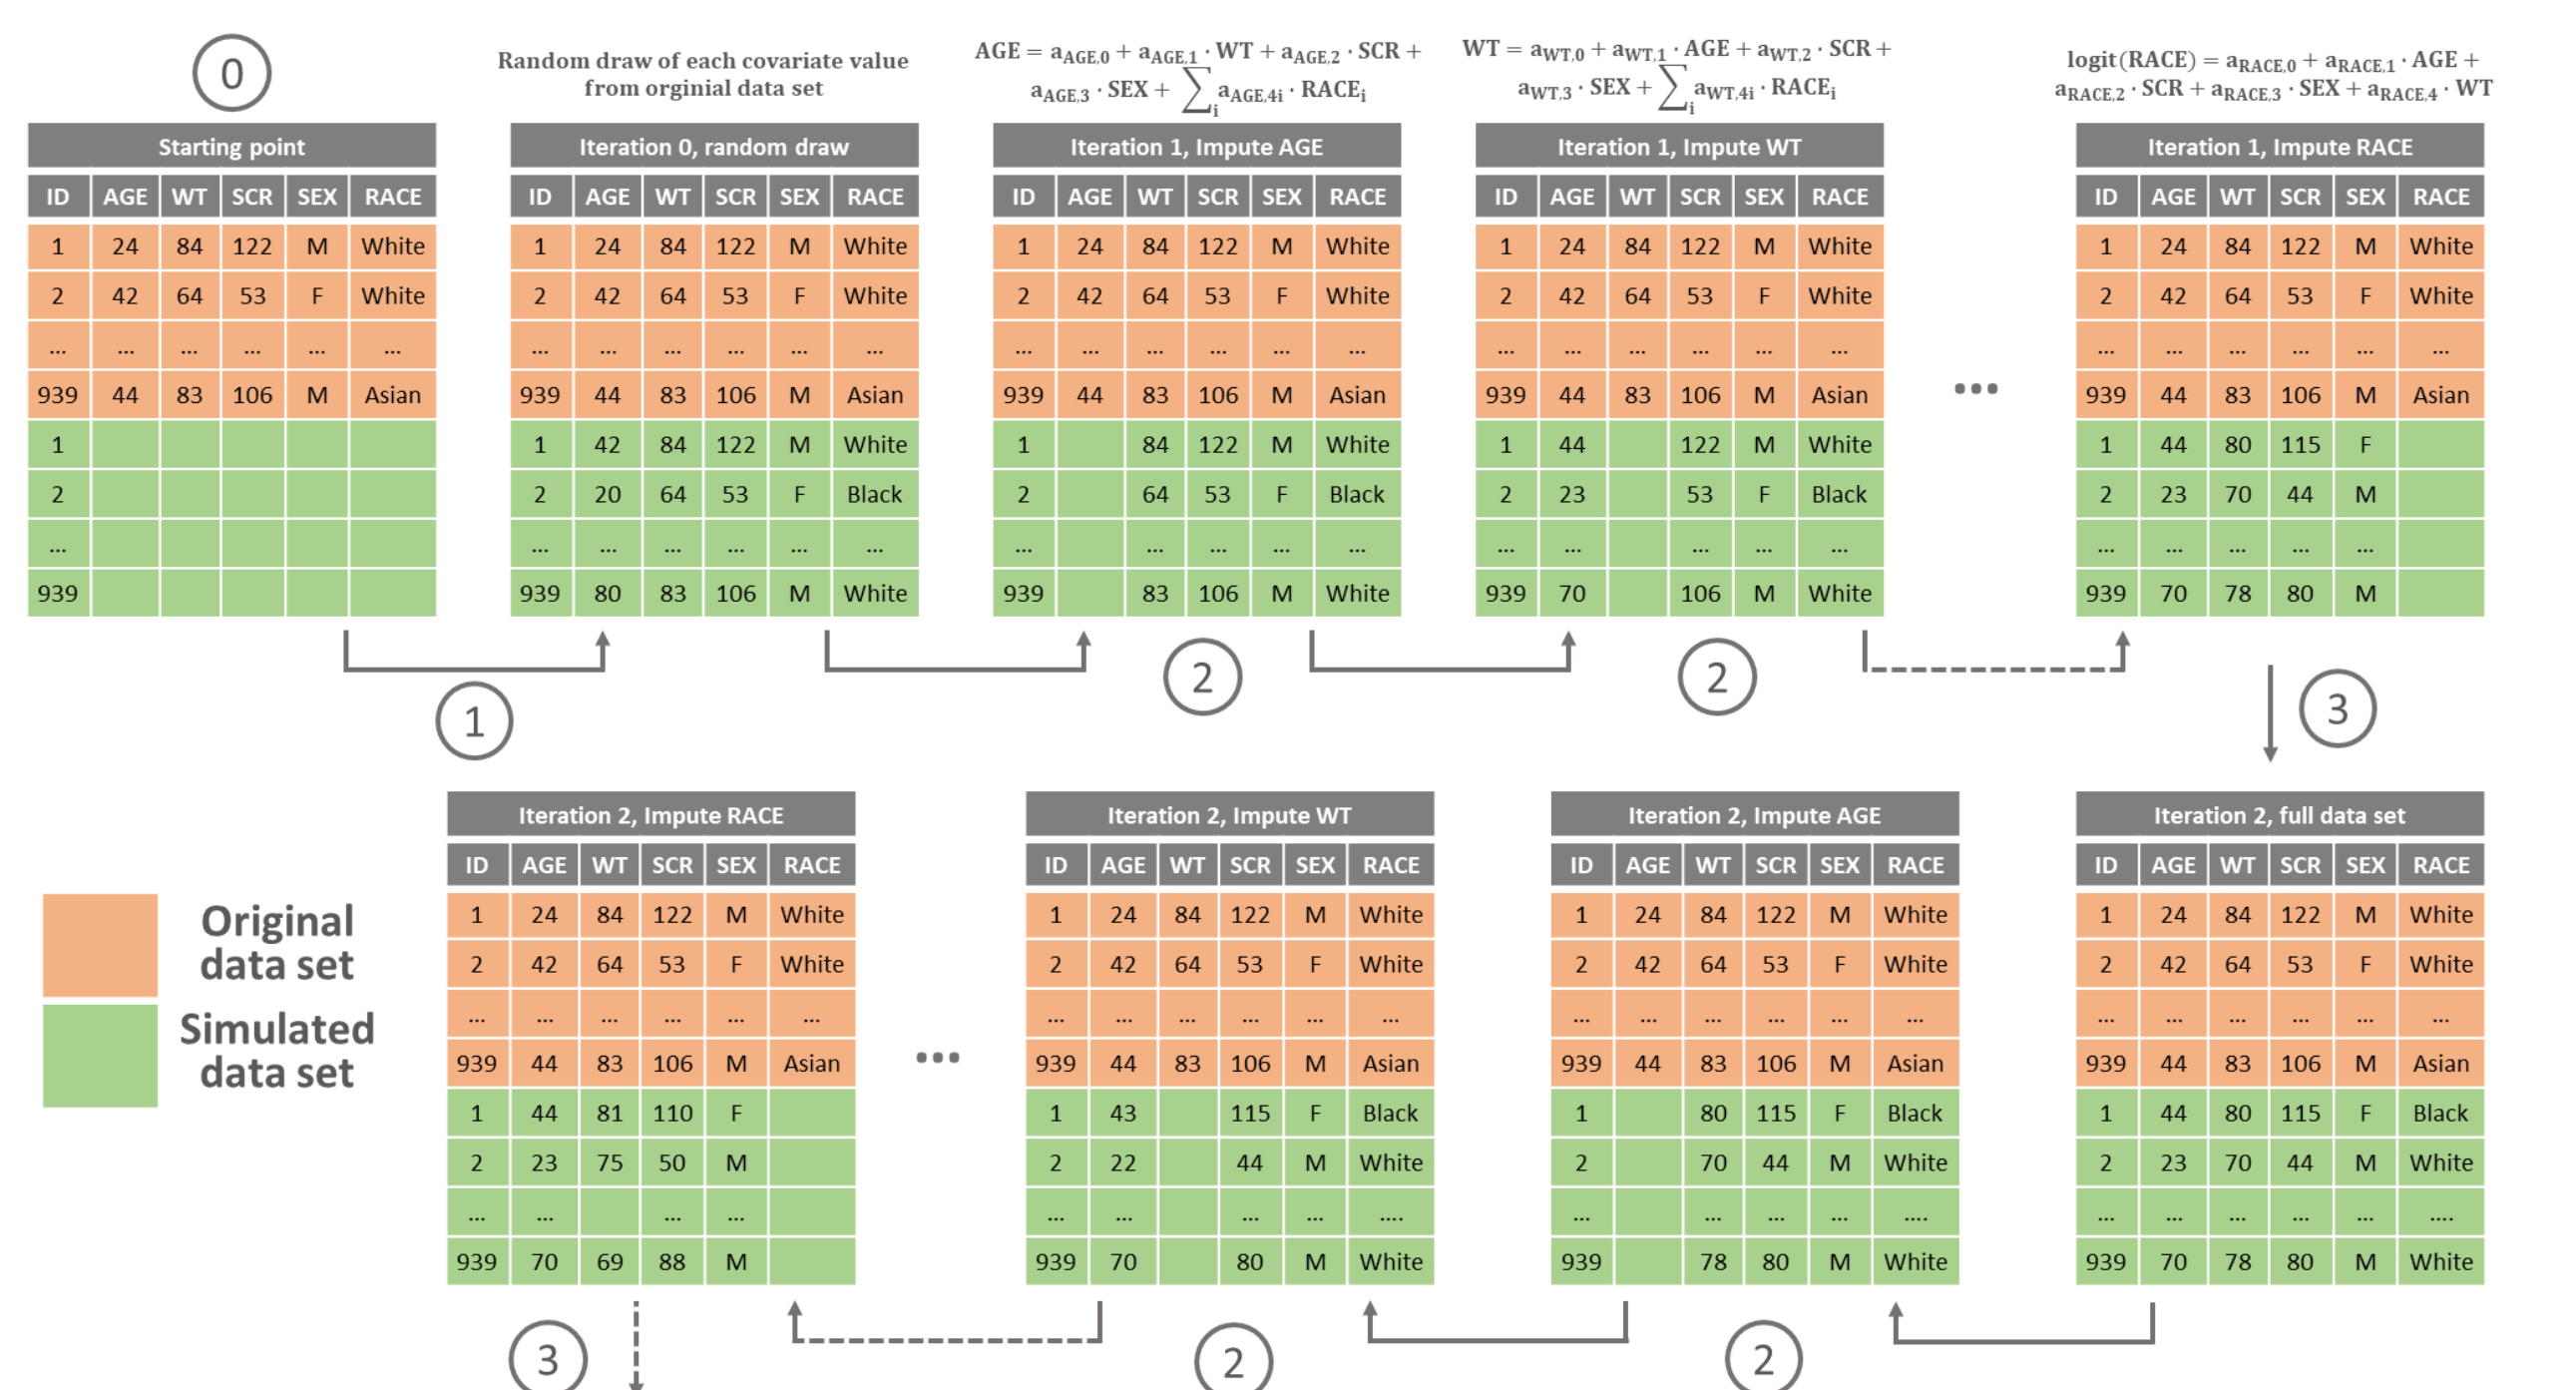 0
Random draw of each covariate value
from orginial data set
AGE = a_AGE,0 + a_AGE,1 · WT + a_AGE,2 · SCR +
a_AGE,3 · SEX + ∑_i a_AGE,4i · RACE_i
WT = a_WT,0 + a_WT,1 · AGE + a_WT,2 · SCR +
a_WT,3 · SEX + ∑_i a_WT,4i · RACE_i
logit(RACE) = a_RACE,0 + a_RACE,1 · AGE +
a_RACE,2 · SCR + a_RACE,3 · SEX + a_RACE,4 · WT
Starting point
ID AGE WT SCR SEX RACE
1 24 84 122 M White
2 42 64 53 F White
... ... ... ... ... ...
939 44 83 106 M Asian
1
2
...
939
Iteration 0, random draw
ID AGE WT SCR SEX RACE
1 24 84 122 M White
2 42 64 53 F White
... ... ... ... ... ...
939 44 83 106 M Asian
1 42 84 122 M White
2 20 64 53 F Black
... ... ... ... ... ...
939 80 83 106 M White
Iteration 1, Impute AGE
ID AGE WT SCR SEX RACE
1 24 84 122 M White
2 42 64 53 F White
... ... ... ... ... ...
939 44 83 106 M Asian
1 84 122 M White
2 64 53 F Black
... ... ... ... ...
939 83 106 M White
Iteration 1, Impute WT
ID AGE WT SCR SEX RACE
1 24 84 122 M White
2 42 64 53 F White
... ... ... ... ... ...
939 44 83 106 M Asian
1 44 122 M White
2 23 53 F Black
... ... ... ... ...
939 70 106 M White
...
Iteration 1, Impute RACE
ID AGE WT SCR SEX RACE
1 24 84 122 M White
2 42 64 53 F White
... ... ... ... ... ...
939 44 83 106 M Asian
1 44 80 115 F
2 23 70 44 M
... ... ... ... ...
939 70 78 80 M
1
2
2
3
Original
data set
Simulated
data set
Iteration 2, Impute RACE
ID AGE WT SCR SEX RACE
1 24 84 122 M White
2 42 64 53 F White
... ... ... ... ... ...
939 44 83 106 M Asian
1 44 81 110 F
2 23 75 50 M
... ... ... ...
939 70 69 88 M
...
Iteration 2, Impute WT
ID AGE WT SCR SEX RACE
1 24 84 122 M White
2 42 64 53 F White
... ... ... ... ... ...
939 44 83 106 M Asian
1 43 115 F Black
2 22 44 M White
... ... ... ... ....
939 70 80 M White
Iteration 2, Impute AGE
ID AGE WT SCR SEX RACE
1 24 84 122 M White
2 42 64 53 F White
... ... ... ... ... ...
939 44 83 106 M Asian
1 80 115 F Black
2 70 44 M White
... ... ... ... ....
939 78 80 M White
Iteration 2, full data set
ID AGE WT SCR SEX RACE
1 24 84 122 M White
2 42 64 53 F White
... ... ... ... ... ...
939 44 83 106 M Asian
1 44 80 115 F Black
2 23 70 44 M White
... ... ... ... ... ....
939 70 78 80 M White
3
2
2